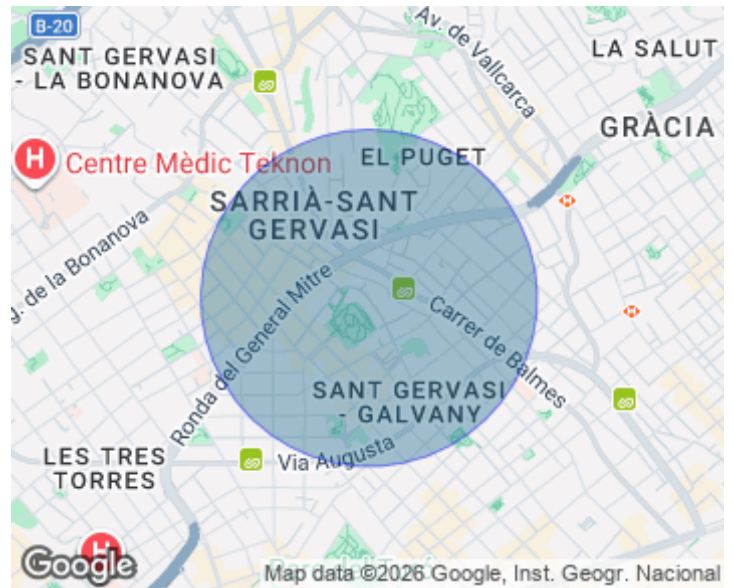 B-20
SANT GERVASI
- LA BONANOVA
Av. de Vallcarca
LA SALUT
GRÀCIA
H
Centre Mèdic Teknon
EL PUGET
SARRIÀ-SANT
GERVASI
g. de la Bonanova
Ronda del General Mitre
Carrer de Balmes
SANT GERVASI
- GALVANY
LES TRES
TORRES
Via Augusta
H
Google
Map data ©2026 Google, Inst. Geogr. Nacional